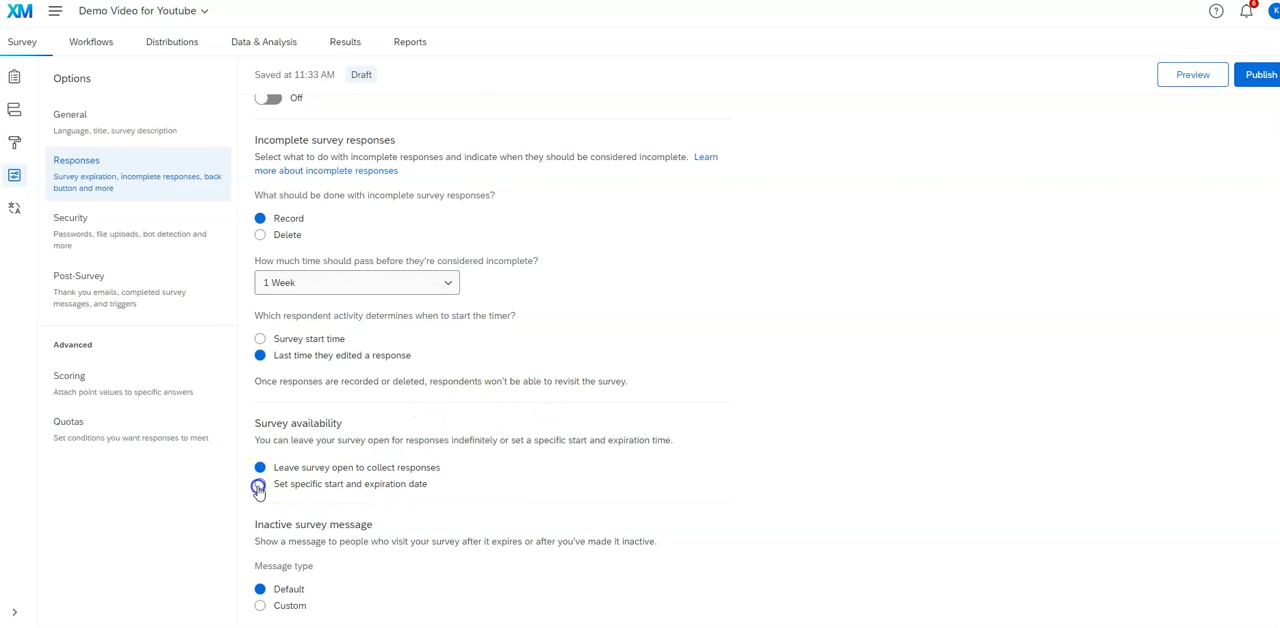 XM
Demo Video for Youtube
6
K
Survey
Workflows
Distributions
Data & Analysis
Results
Reports
Options
Saved at 11:33 AM
Draft
Preview
Publish
General
Language, title, survey description
Responses
Survey expiration, incomplete responses, back
button and more
Security
Passwords, file uploads, bot detection and
more
Post-Survey
Thank you emails, completed survey
messages, and triggers
Advanced
Scoring
Attach point values to specific answers
Quotas
Set conditions you want responses to meet
Off
Incomplete survey responses
Select what to do with incomplete responses and indicate when they should be considered incomplete. Learn
more about incomplete responses
What should be done with incomplete survey responses?
Record
Delete
How much time should pass before they're considered incomplete?
1 Week
Which respondent activity determines when to start the timer?
Survey start time
Last time they edited a response
Once responses are recorded or deleted, respondents won't be able to revisit the survey.
Survey availability
You can leave your survey open for responses indefinitely or set a specific start and expiration time.
Leave survey open to collect responses
Set specific start and expiration date
Inactive survey message
Show a message to people who visit your survey after it expires or after you've made it inactive.
Message type
Default
Custom